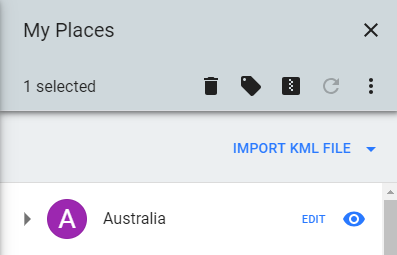 My Places
1 selected
IMPORT KML FILE
A Australia EDIT